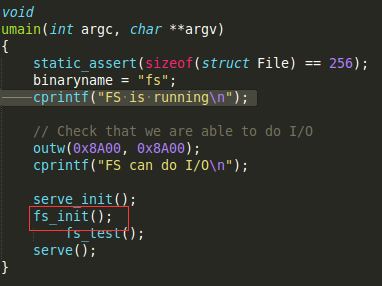 void
umain(int argc, char **argv)
{
    static_assert(sizeof(struct File) == 256);
    binaryname = "fs";
    cprintf("FS is running\n");
    // Check that we are able to do I/O
    outw(0x8A00, 0x8A00);
    cprintf("FS can do I/O\n");
    serve_init();
    fs_init();
        fs_test();
    serve();
}